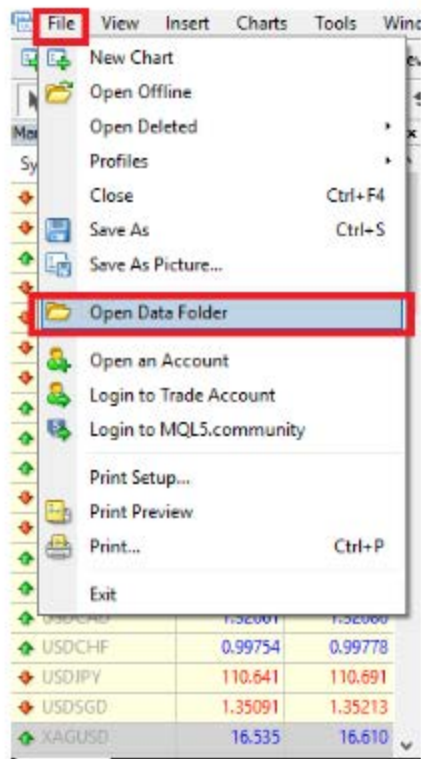 File View Insert Charts Tools
New Chart
Open Offline
Open Deleted
Profiles
Close Ctrl+F4
Save As Ctrl+S
Save As Picture...
Open Data Folder
Open an Account
Login to Trade Account
Login to MQL5.community
Print Setup...
Print Preview
Print... Ctrl+P
Exit
USDCHF 0.99754 0.99778
USDJPY 110.641 110.691
USDSGD 1.35091 1.35213
XAGUSD 16.535 16.610